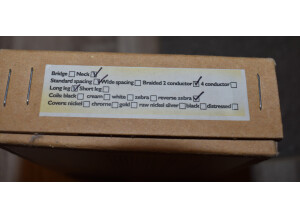 Bridge☐ Neck☑
Standard spacing☐ Wide spacing☐ Braided 2 conductor☑ 4 conductor☐
Long leg☑ Short leg☐
Coils: black☐ cream☐ white☐ zebra☐ reverse zebra☑
Covers: nickel☐ chrome☐ gold☐ raw nickel silver☐ black☐ distressed☐